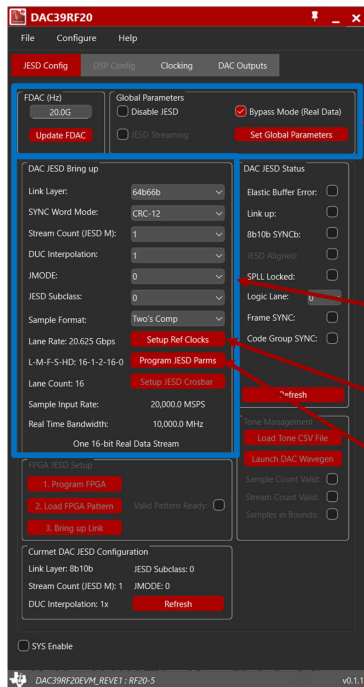 DAC39RF20
File Configure Help
JESD Config DSP Config Clocking DAC Outputs
FDAC (Hz)
20.0G
Update FDAC
Global Parameters
Disable JESD Bypass Mode (Real Data)
JESD Streaming Set Global Parameters
DAC JESD Bring up
Link Layer: 64b66b
SYNC Word Mode: CRC-12
Stream Count (JESD M): 1
DUC Interpolation: 1
JMODE: 0
JESD Subclass: 0
Sample Format: Two's Comp
Lane Rate: 20.625 Gbps Setup Ref Clocks
L-M-F-S-HD: 16-1-2-16-0 Program JESD Parms
Lane Count: 16 Setup JESD Crosbar
Sample Input Rate: 20,000.0 MSPS
Real Time Bandwidth: 10,000.0 MHz
One 16-bit Real Data Stream
DAC JESD Status
Elastic Buffer Error:
Link up:
8b10b SYNCb:
JESD Aligned:
SPLL Locked:
Logic Lane: 0
Frame SYNC:
Code Group SYNC:
Refresh
FPGA JESD Setup
1. Program FPGA
2. Load FPGA Pattern Valid Pattern Ready:
3. Bring up Link
Tone Management
Load Tone CSV File
Launch DAC Wavegen
Sample Count Valid:
Stream Count Valid:
Samples in Bounds:
Currnet DAC JESD Configuration
Link Layer: 8b10b JESD Subclass: 0
Stream Count (JESD M): 1 JMODE: 0
DUC Interpolation: 1x Refresh
SYS Enable
DAC39RF20EVM_REVE1 : RF20-5 v0.1.1